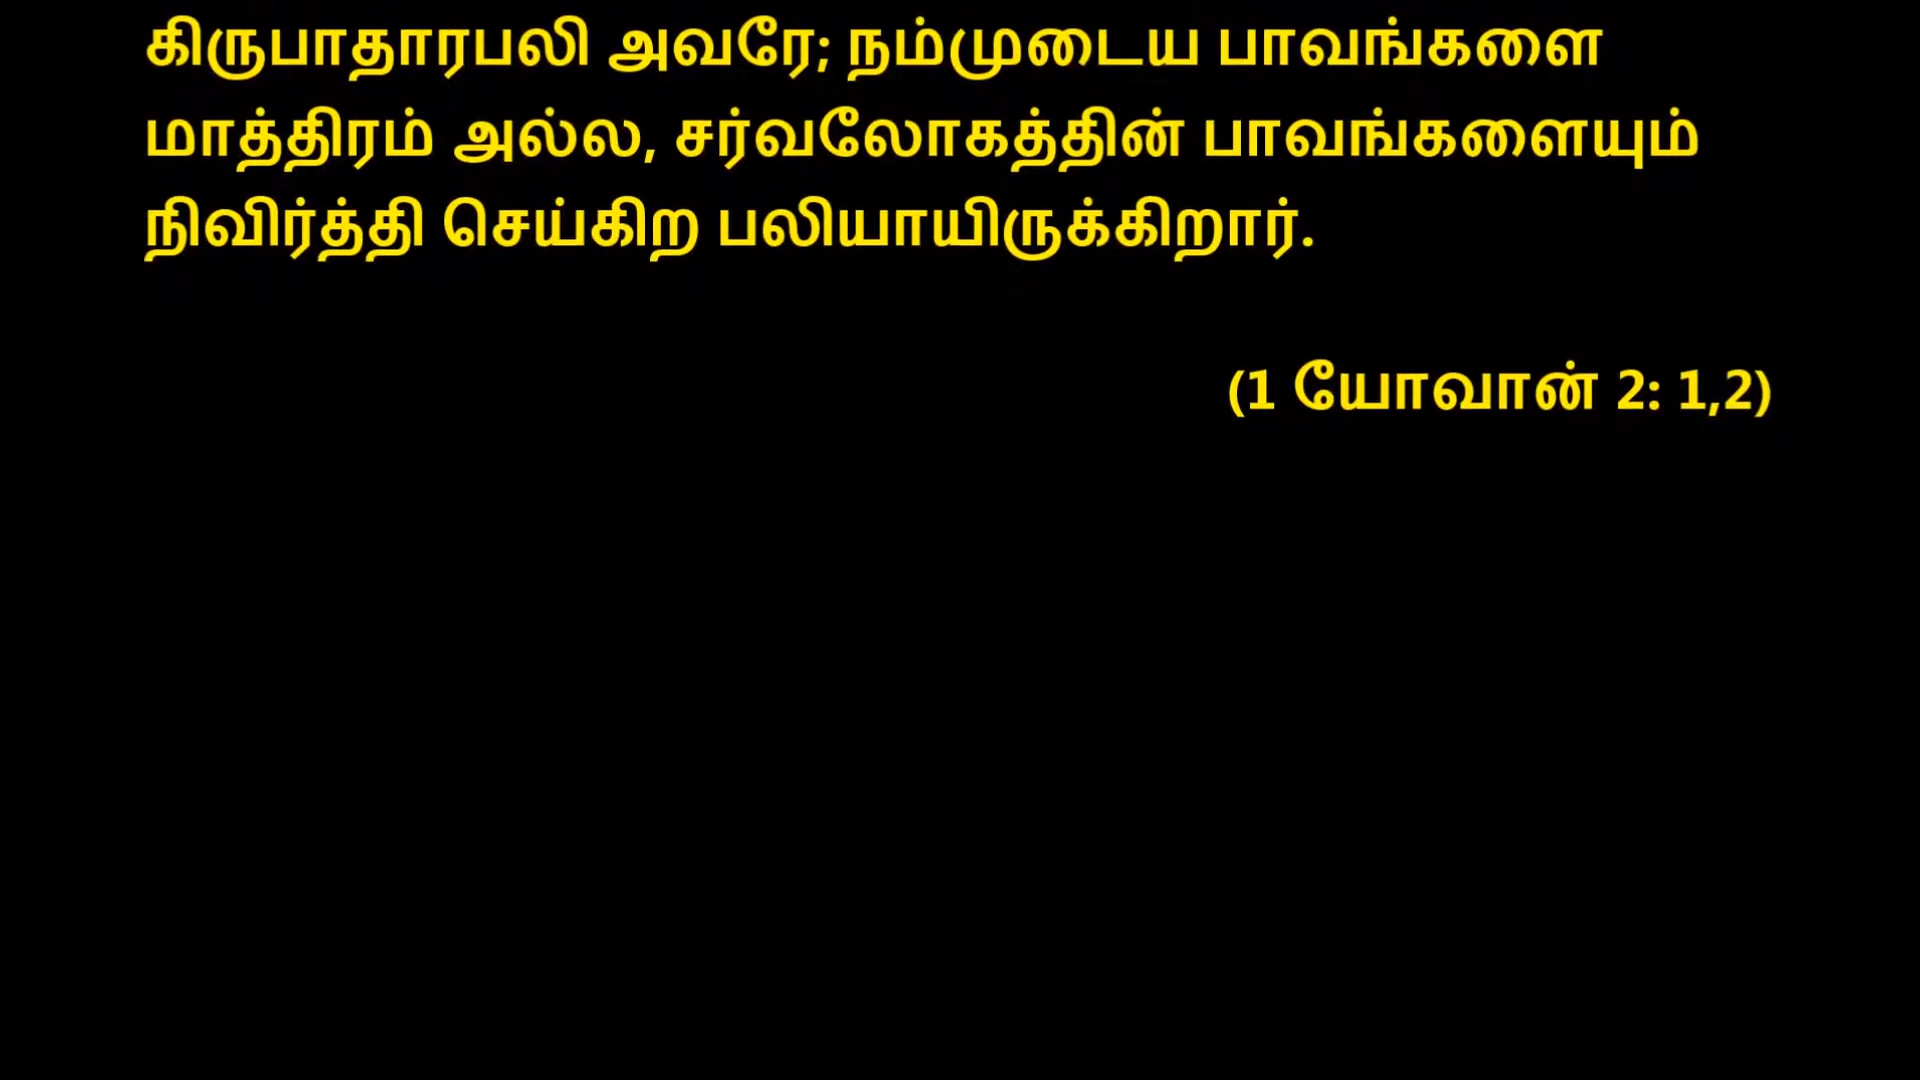 கிருபாதாரபலி அவரே; நம்முடைய பாவங்களை
மாத்திரம் அல்ல, சர்வலோகத்தின் பாவங்களையும்
நிவிர்த்தி செய்கிற பலியாயிருக்கிறார்.
(1 யோவான் 2: 1,2)